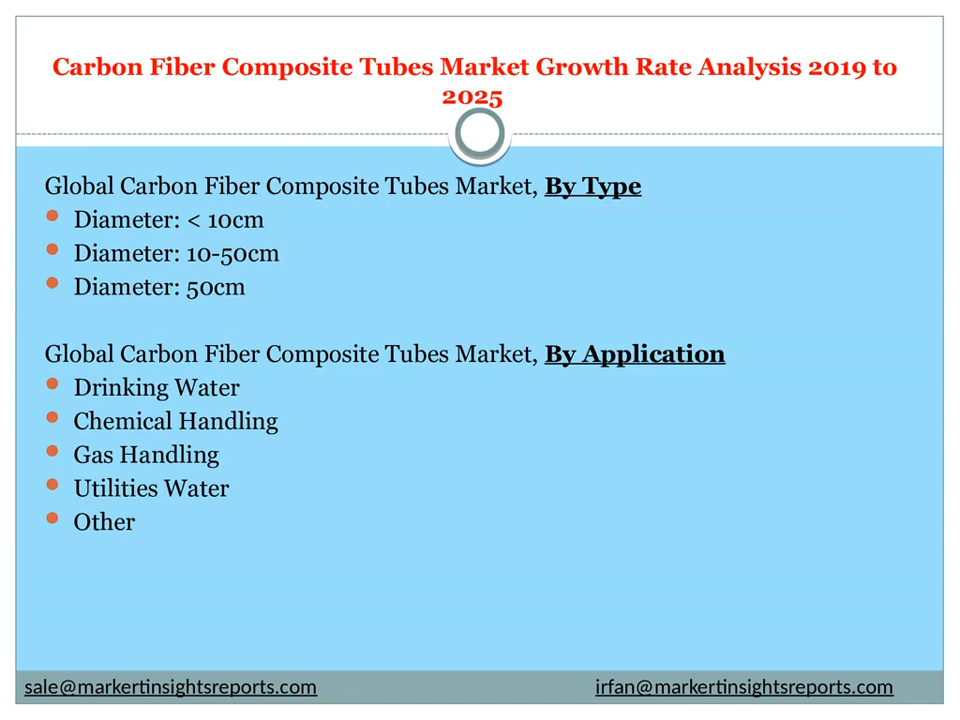 Carbon Fiber Composite Tubes Market Growth Rate Analysis 2019 to
2025
Global Carbon Fiber Composite Tubes Market, By Type
Diameter: < 10cm
Diameter: 10-50cm
Diameter: 50cm
Global Carbon Fiber Composite Tubes Market, By Application
Drinking Water
Chemical Handling
Gas Handling
Utilities Water
Other
sale@markertinsightsreports.com irfan@markertinsightsreports.com